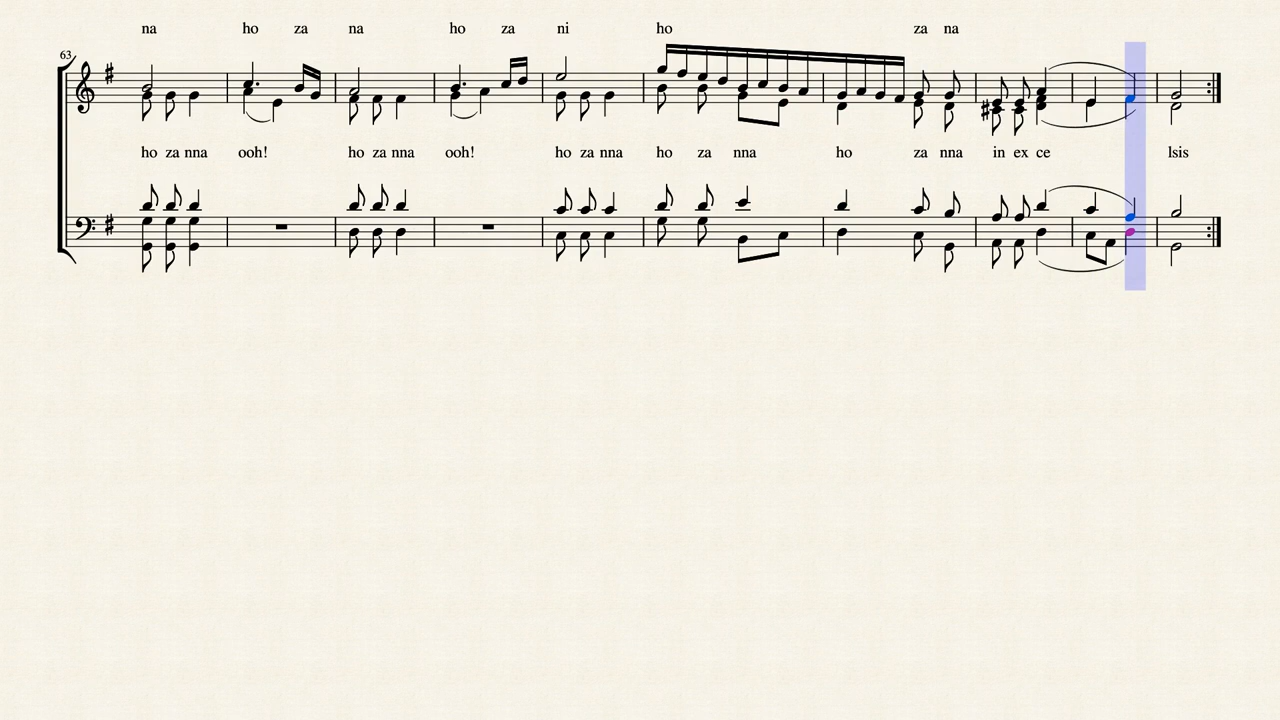 na ho za na ho za ni ho za na
63
ho za nna ooh! ho za nna ooh! ho za nna ho za nna ho za nna in ex ce lsis